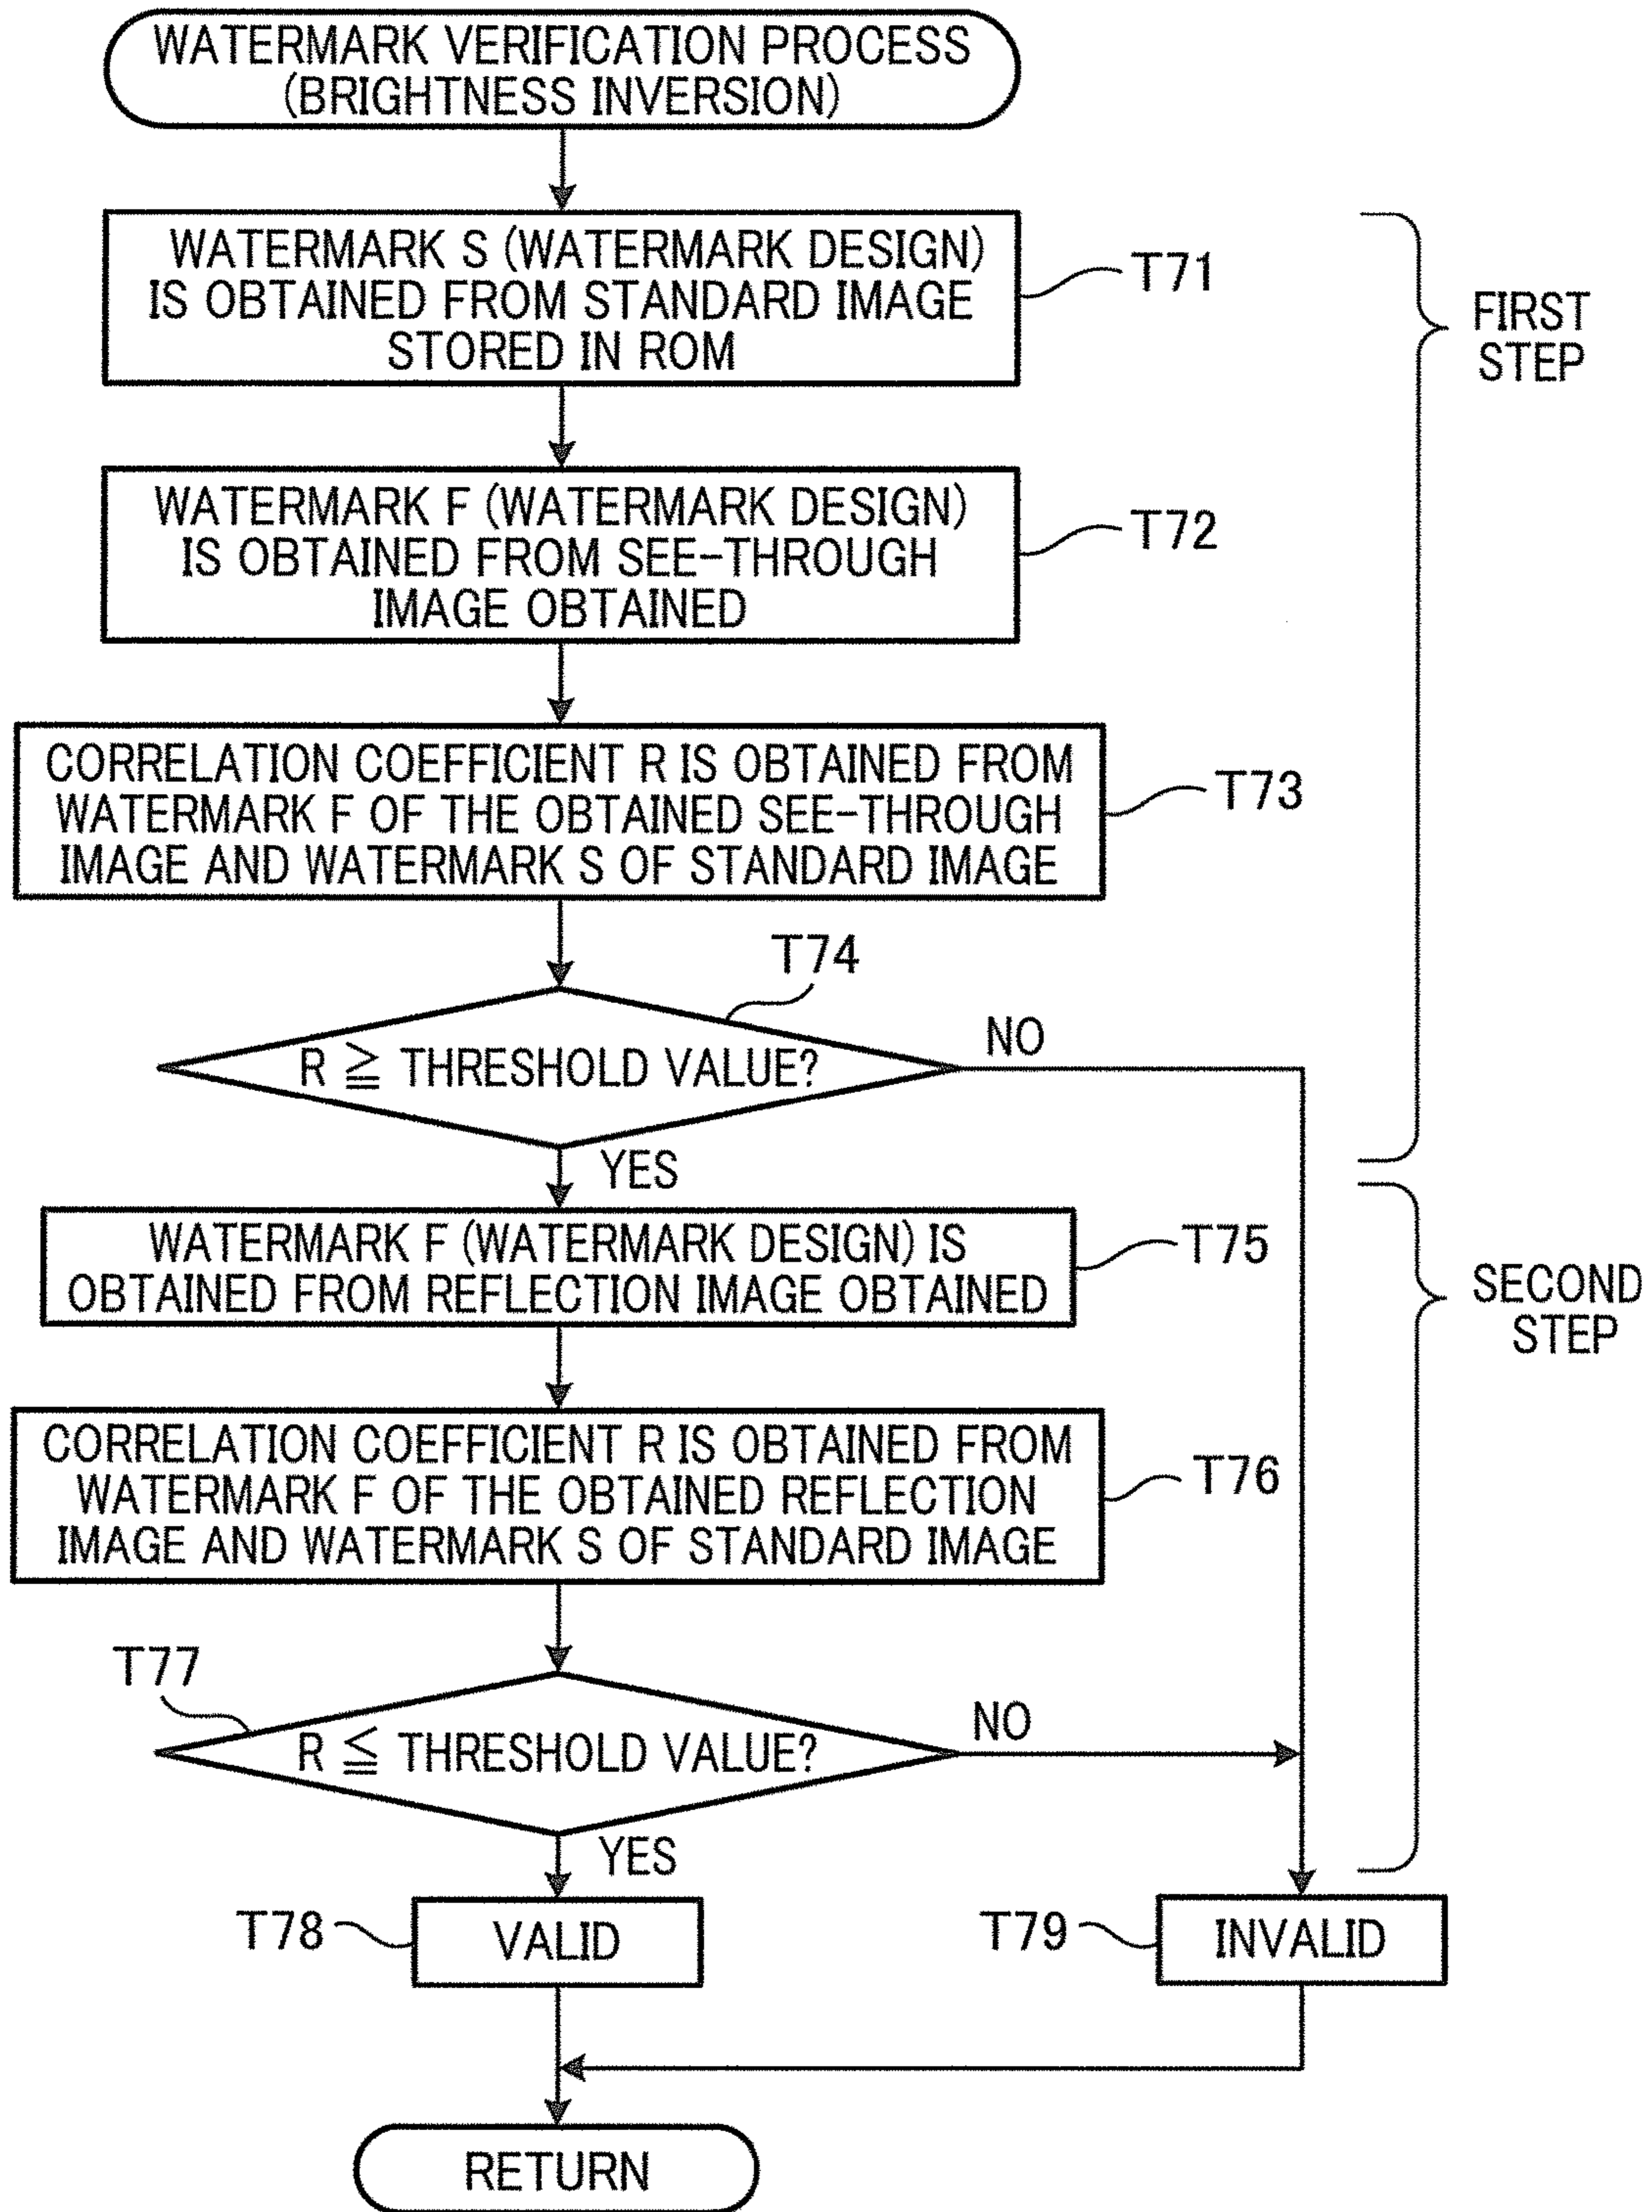 WATERMARK VERIFICATION PROCESS
(BRIGHTNESS INVERSION)
WATERMARK S (WATERMARK DESIGN)
IS OBTAINED FROM STANDARD IMAGE
STORED IN ROM
T71
FIRST
STEP
WATERMARK F (WATERMARK DESIGN)
IS OBTAINED FROM SEE-THROUGH
IMAGE OBTAINED
T72
CORRELATION COEFFICIENT R IS OBTAINED FROM
WATERMARK F OF THE OBTAINED SEE-THROUGH
IMAGE AND WATERMARK S OF STANDARD IMAGE
T73
T74
R ≧ THRESHOLD VALUE?
NO
YES
WATERMARK F (WATERMARK DESIGN) IS
OBTAINED FROM REFLECTION IMAGE OBTAINED
T75
SECOND
STEP
CORRELATION COEFFICIENT R IS OBTAINED FROM
WATERMARK F OF THE OBTAINED REFLECTION
IMAGE AND WATERMARK S OF STANDARD IMAGE
T76
T77
R ≦ THRESHOLD VALUE?
NO
YES
T78
VALID
T79
INVALID
RETURN